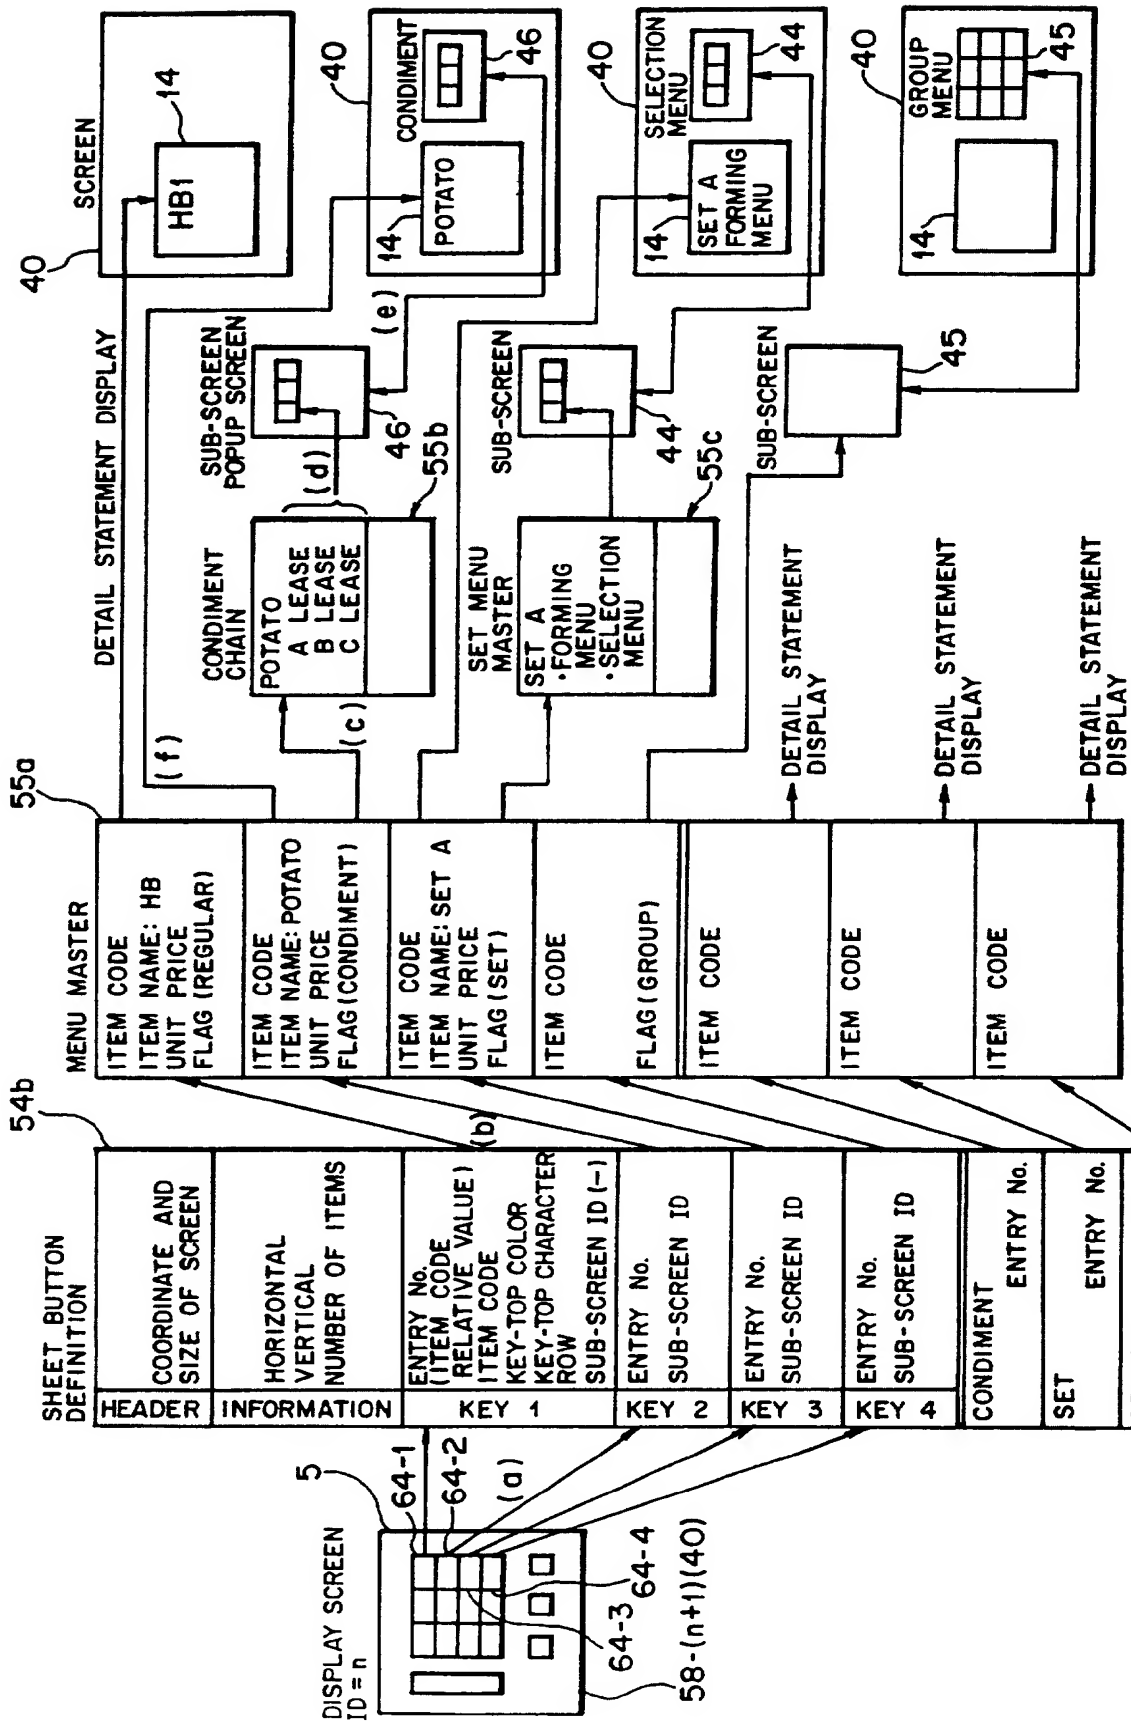 DISPLAY SCREEN
ID = n
5
64-1
64-2
(a)
64-3
64-4
58-(n+1)(40)
SHEET BUTTON
DEFINITION
54b
HEADER
COORDINATE AND
SIZE OF SCREEN
INFORMATION
HORIZONTAL
VERTICAL
NUMBER OF ITEMS
KEY 1
ENTRY No.
(ITEM CODE
RELATIVE VALUE)
ITEM CODE
KEY-TOP COLOR
KEY-TOP CHARACTER
ROW
SUB-SCREEN ID(-)
KEY 2
ENTRY No.
SUB-SCREEN ID
KEY 3
ENTRY No.
SUB-SCREEN ID
KEY 4
ENTRY No.
SUB-SCREEN ID
CONDIMENT
ENTRY No.
SET
ENTRY No.
(b)
MENU MASTER
55a
ITEM CODE
ITEM NAME: HB
UNIT PRICE
FLAG (REGULAR)
ITEM CODE
ITEM NAME: POTATO
UNIT PRICE
FLAG(CONDIMENT)
ITEM CODE
ITEM NAME: SET A
UNIT PRICE
FLAG(SET)
ITEM CODE
FLAG(GROUP)
ITEM CODE
ITEM CODE
ITEM CODE
DETAIL STATEMENT DISPLAY
(f)
(c)
CONDIMENT
CHAIN
POTATO
A LEASE
B LEASE
C LEASE
55b
(d)
SUB-SCREEN
POPUP SCREEN
46
(e)
SET MENU
MASTER
SET A
·FORMING
MENU
·SELECTION
MENU
55c
SUB-SCREEN
44
SUB-SCREEN
45
DETAIL STATEMENT
DISPLAY
DETAIL STATEMENT
DISPLAY
DETAIL STATEMENT
DISPLAY
SCREEN
40
HB1
14
40
CONDIMENT
POTATO
14
46
40
SELECTION
MENU
SET A
FORMING
MENU
14
44
40
GROUP
MENU
14
45